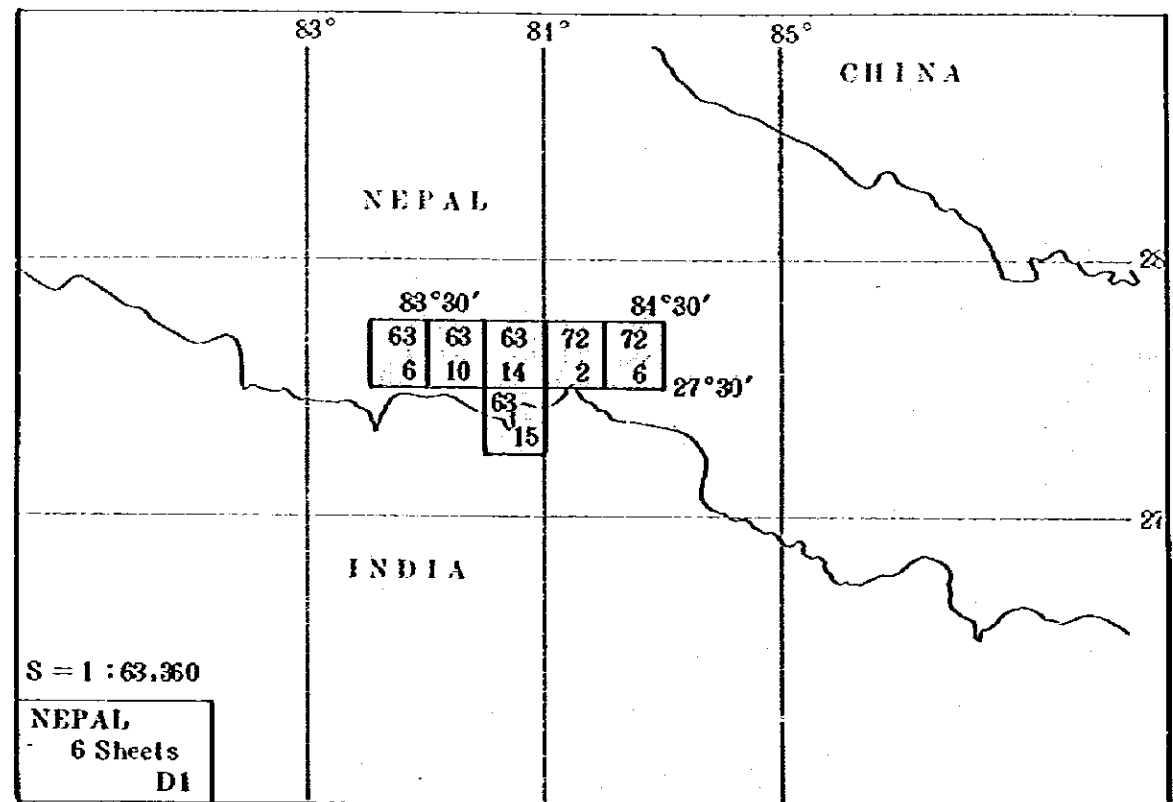 83° 81° 85°
CHINA
NEPAL
28
83°30′ 84°30′
63 63 63 72 72
6 10 14 2 6
27°30′
63
15
27
INDIA
S = 1 : 63.360
NEPAL
6 Sheets
D1